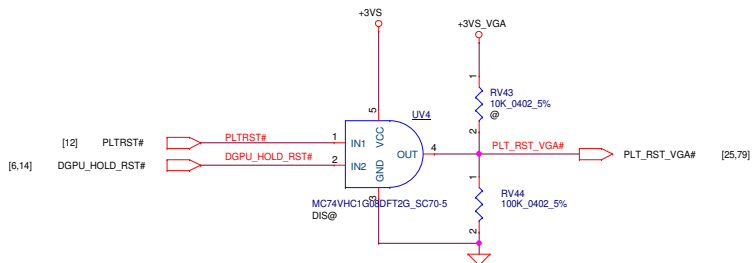 +3VS
+3VS_VGA
1
RV43
10K_0402_5%
@
2
5
UV4
[12] PLTRST#
PLTRST#
1
IN1
VCC
OUT
4
PLT_RST_VGA#
PLT_RST_VGA# [25,79]
[6,14] DGPU_HOLD_RST#
DGPU_HOLD_RST#
2
IN2
GND
3
MC74VHC1G08DFT2G_SC70-5
DIS@
1
RV44
100K_0402_5%
2